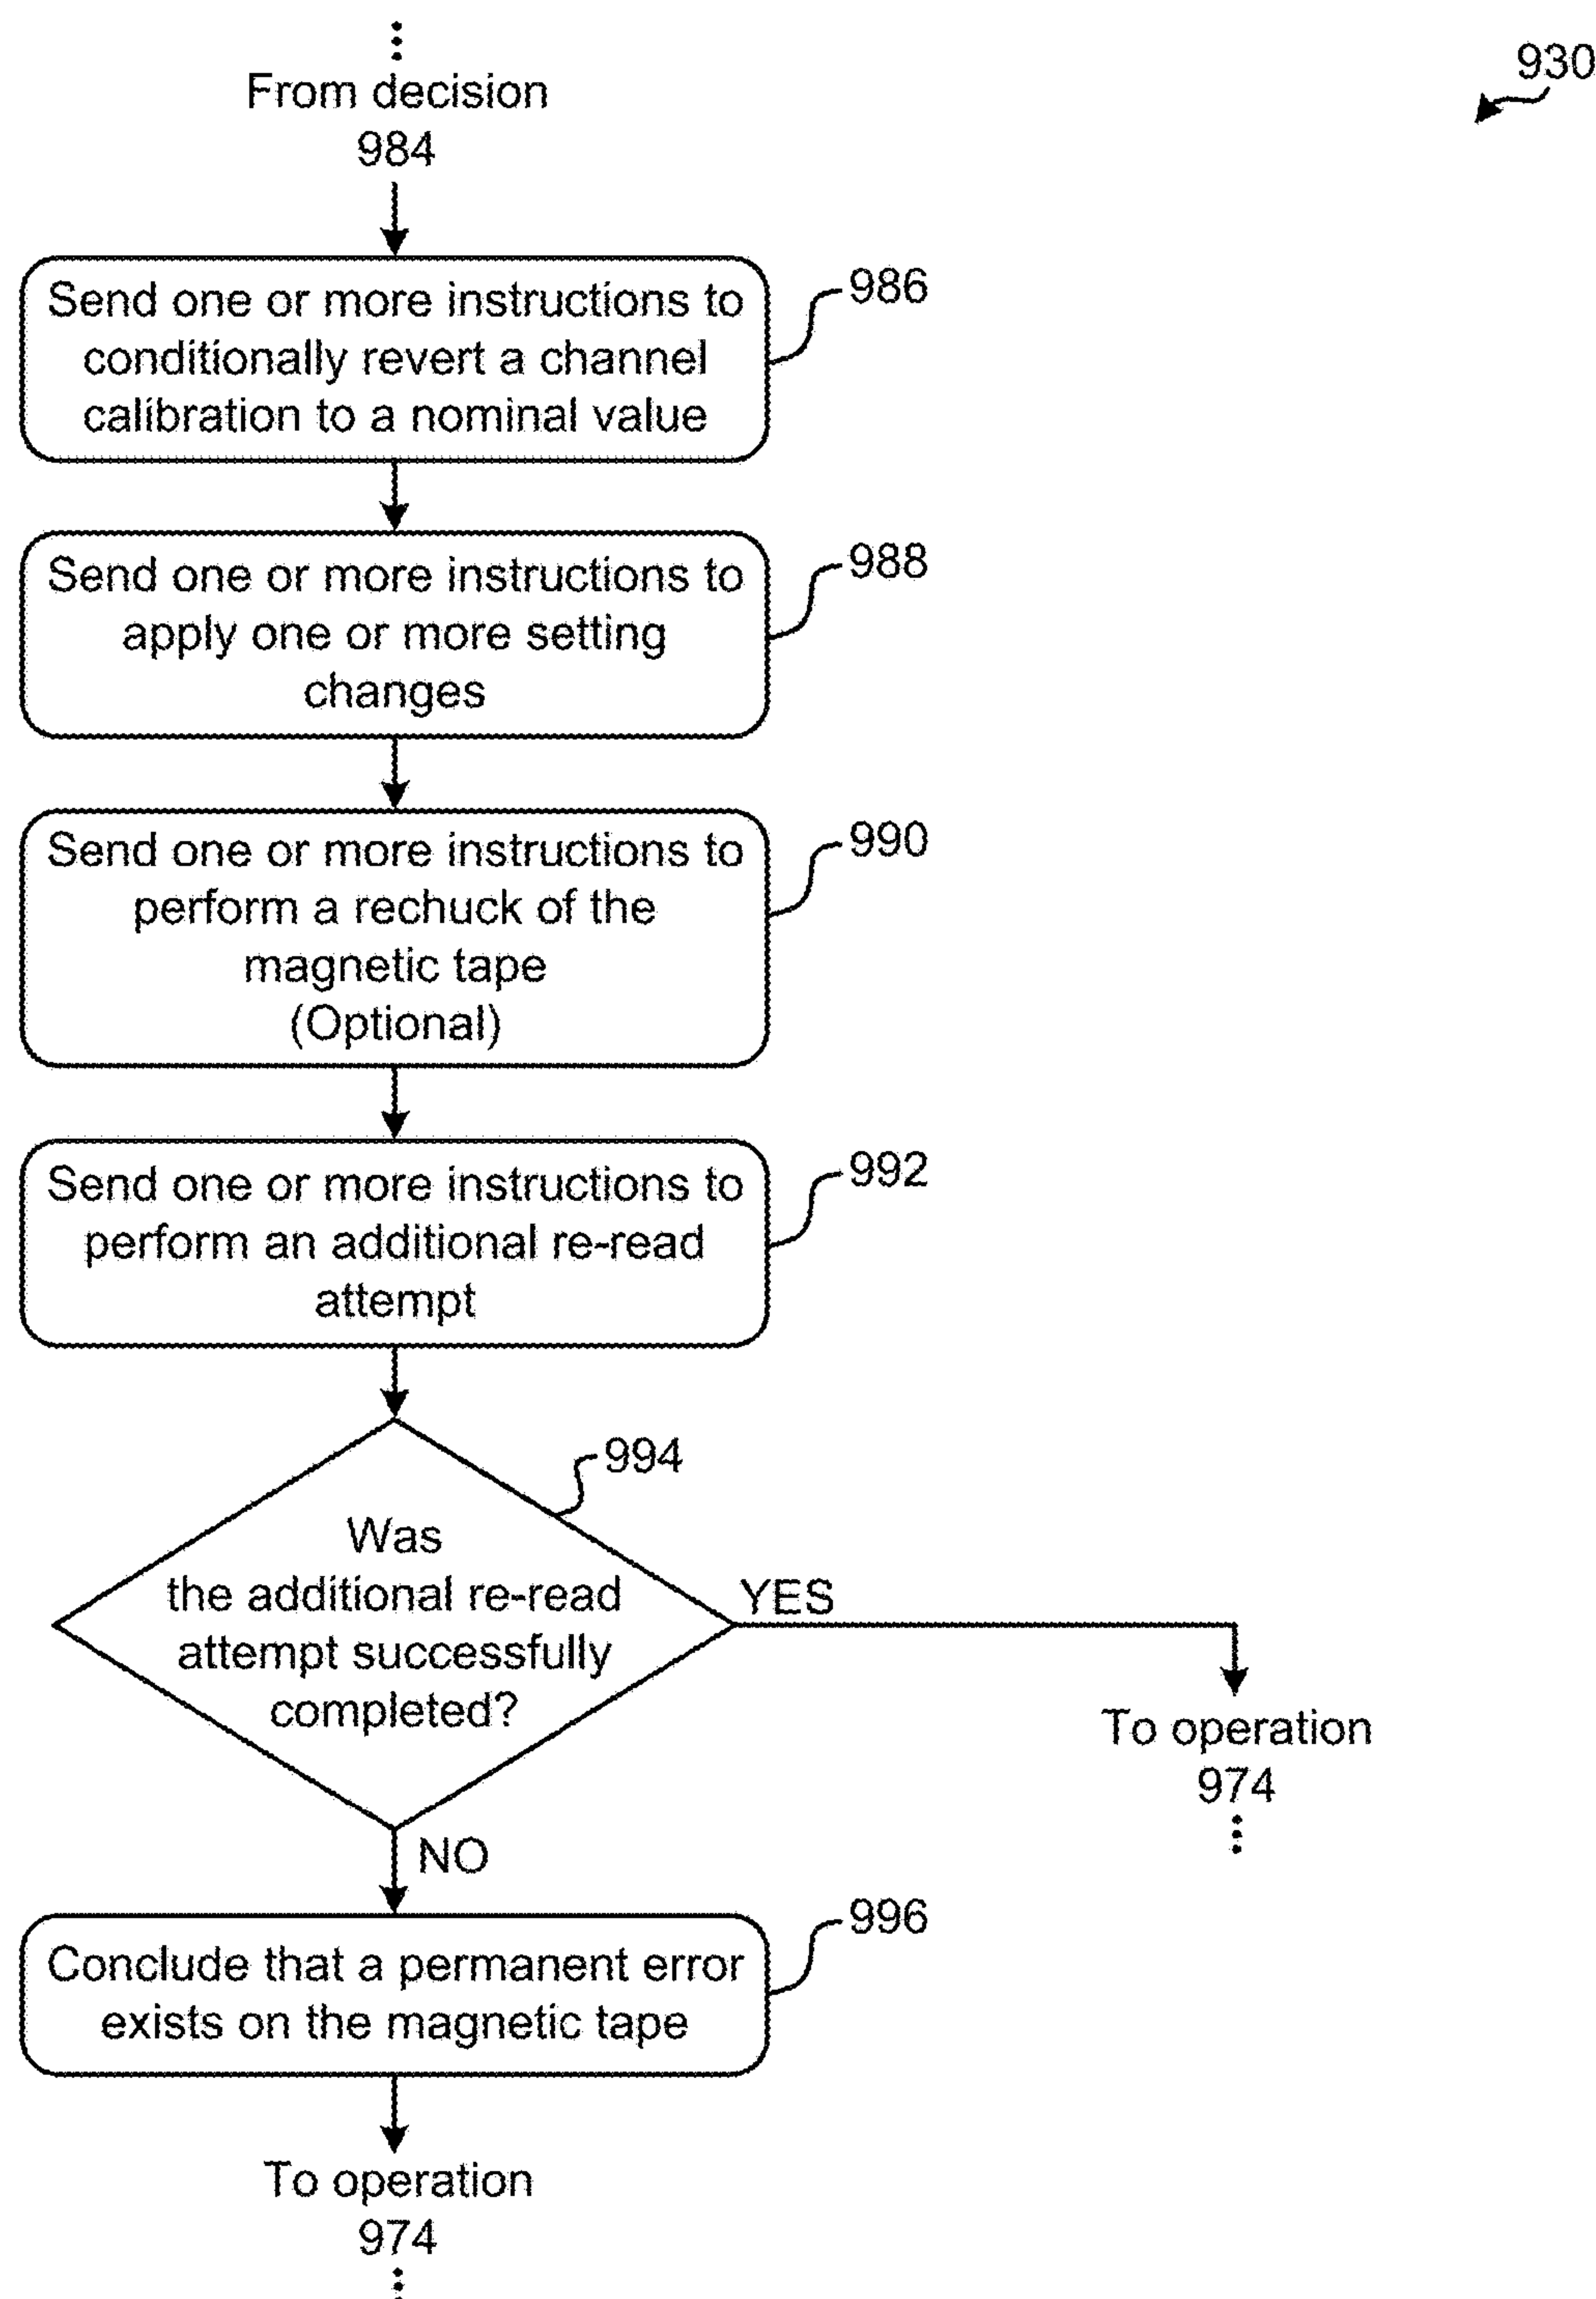 From decision
984
930
Send one or more instructions to
conditionally revert a channel
calibration to a nominal value
986
Send one or more instructions to
apply one or more setting
changes
988
Send one or more instructions to
perform a rechuck of the
magnetic tape
(Optional)
990
Send one or more instructions to
perform an additional re-read
attempt
992
994
Was
the additional re-read
attempt successfully
completed?
YES
To operation
974
NO
Conclude that a permanent error
exists on the magnetic tape
996
To operation
974